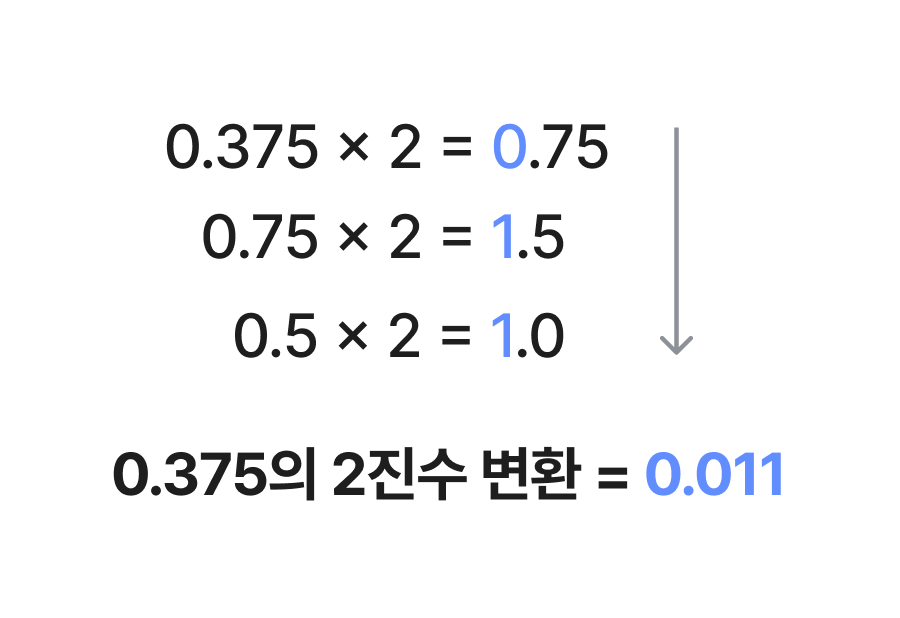 0.375 × 2 = 0.75
0.75 × 2 = 1.5
0.5 × 2 = 1.0
0.375의 2진수 변환 = 0.011